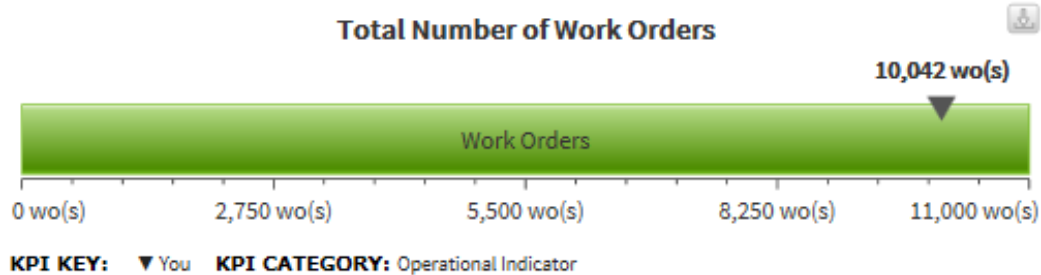 Total Number of Work Orders
10,042 wo(s)
Work Orders
0 wo(s) 2,750 wo(s) 5,500 wo(s) 8,250 wo(s) 11,000 wo(s)
KPI KEY: ▼ You KPI CATEGORY: Operational Indicator